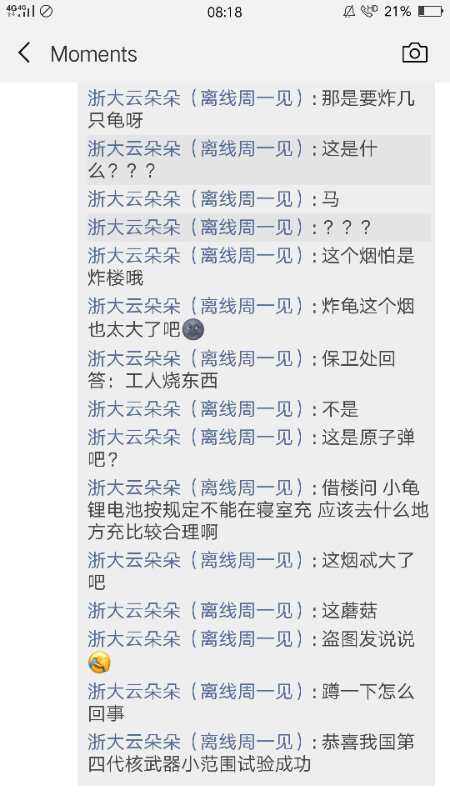 4G 4G
08:18
HD
21%
Moments
浙大云朵朵（离线周一见）: 那是要炸几
只龟呀
浙大云朵朵（离线周一见）: 这是什
么？？？
浙大云朵朵（离线周一见）: 马
浙大云朵朵（离线周一见）: ？？？
浙大云朵朵（离线周一见）: 这个烟怕是
炸楼哦
浙大云朵朵（离线周一见）: 炸龟这个烟
也太大了吧🌚
浙大云朵朵（离线周一见）: 保卫处回
答：工人烧东西
浙大云朵朵（离线周一见）: 不是
浙大云朵朵（离线周一见）: 这是原子弹
吧？
浙大云朵朵（离线周一见）: 借楼问 小龟
锂电池按规定不能在寝室充 应该去什么地
方充比较合理啊
浙大云朵朵（离线周一见）: 这烟忒大了
吧
浙大云朵朵（离线周一见）: 这蘑菇
浙大云朵朵（离线周一见）: 盗图发说说
浙大云朵朵（离线周一见）: 蹲一下怎么
回事
浙大云朵朵（离线周一见）: 恭喜我国第
四代核武器小范围试验成功